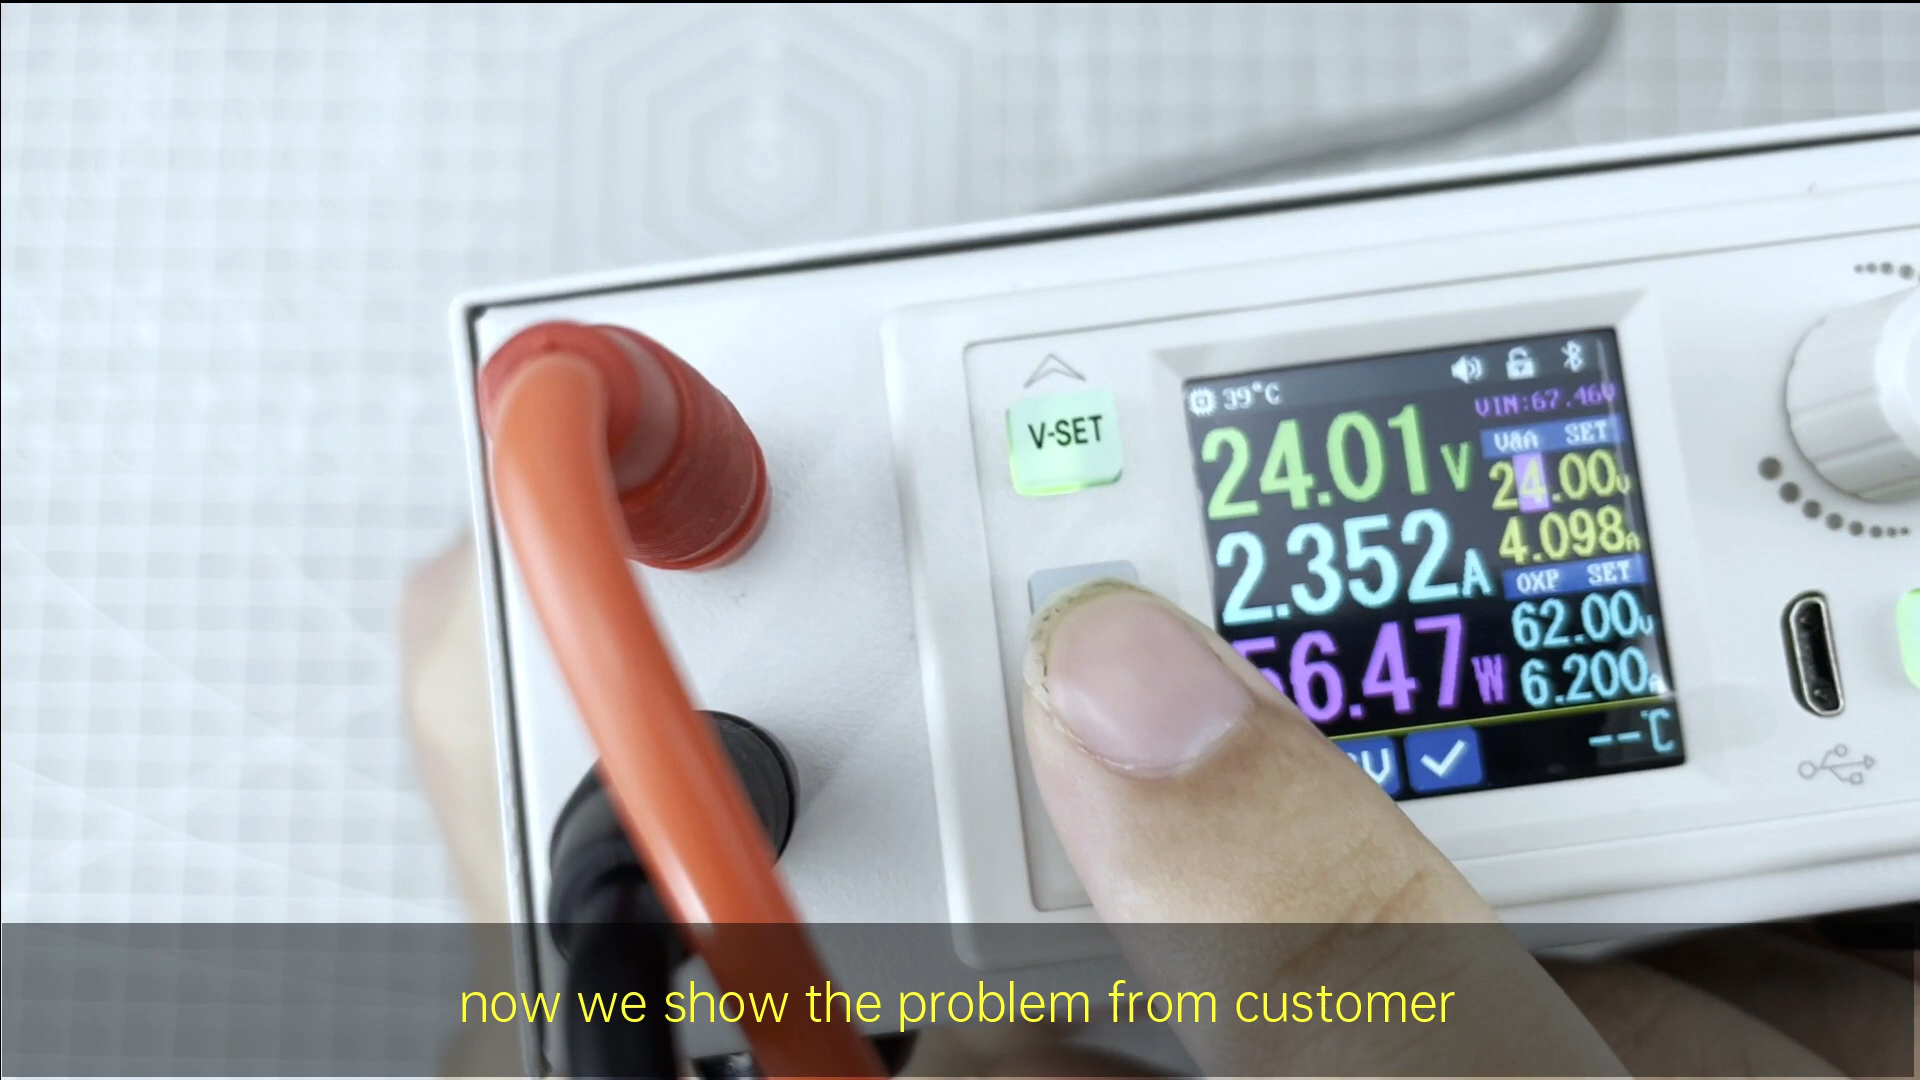 V-SET
39°C
VIN:67.46V
24.01V
V&A SET
24.00V
2.352A
4.098A
OXP SET
62.00V
56.47W
6.200A
--℃
now we show the problem from customer